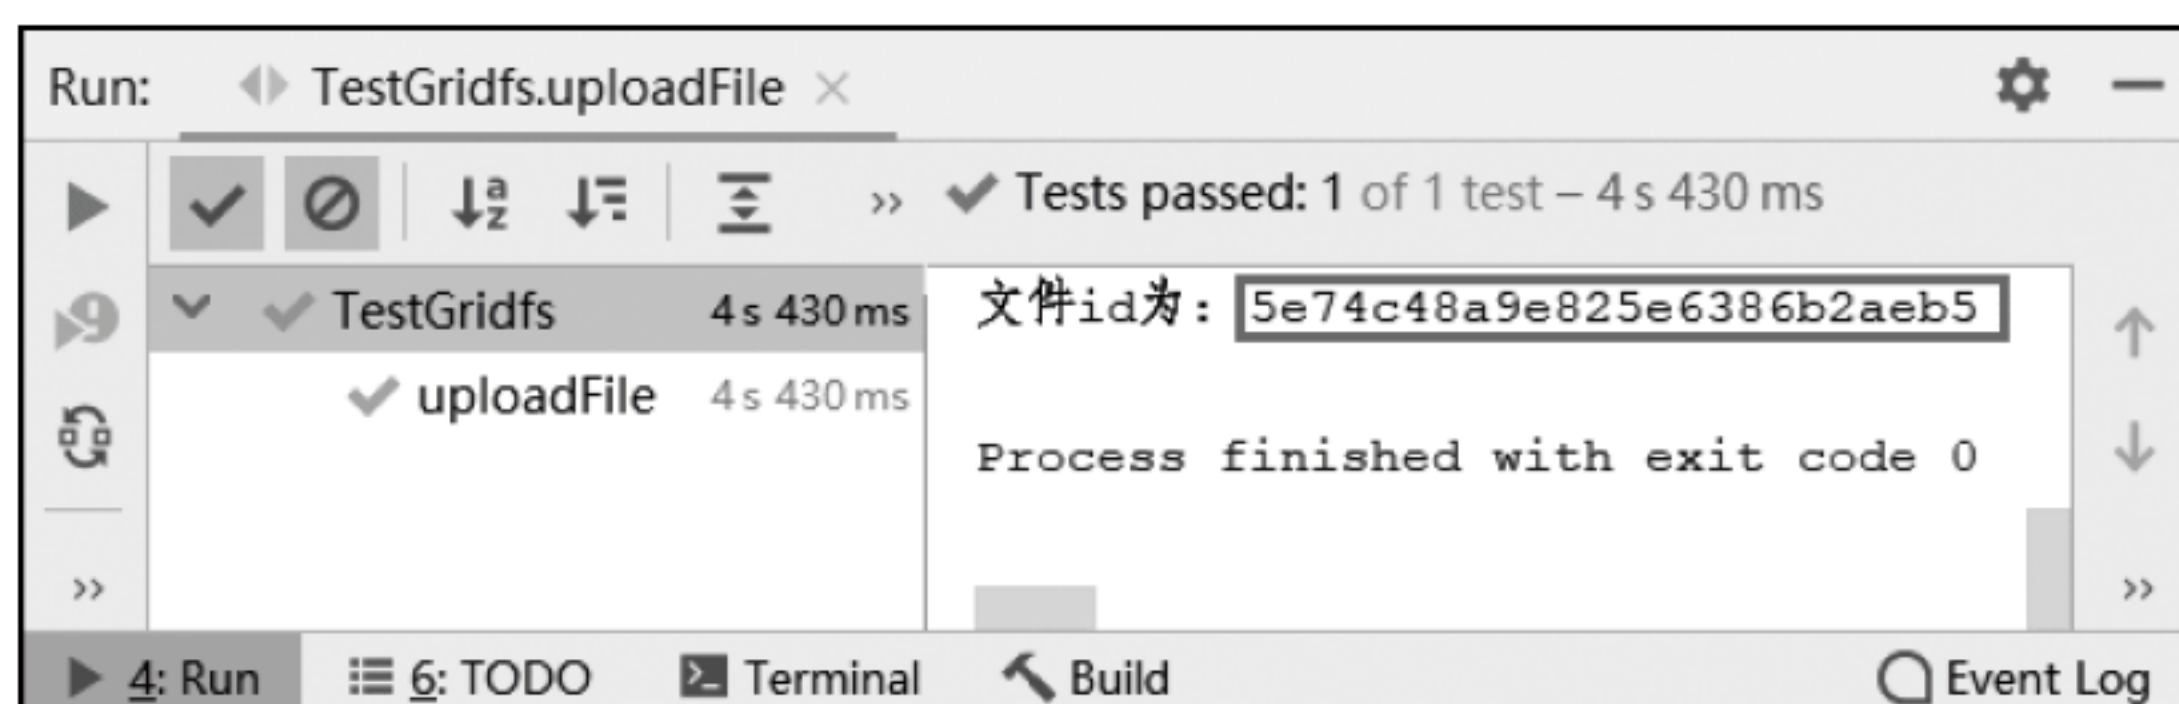 Run: TestGridfs.uploadFile
Tests passed: 1 of 1 test – 4 s 430 ms
TestGridfs 4 s 430 ms
uploadFile 4 s 430 ms
文件id为: 5e74c48a9e825e6386b2aeb5
Process finished with exit code 0
4: Run 6: TODO Terminal Build Event Log